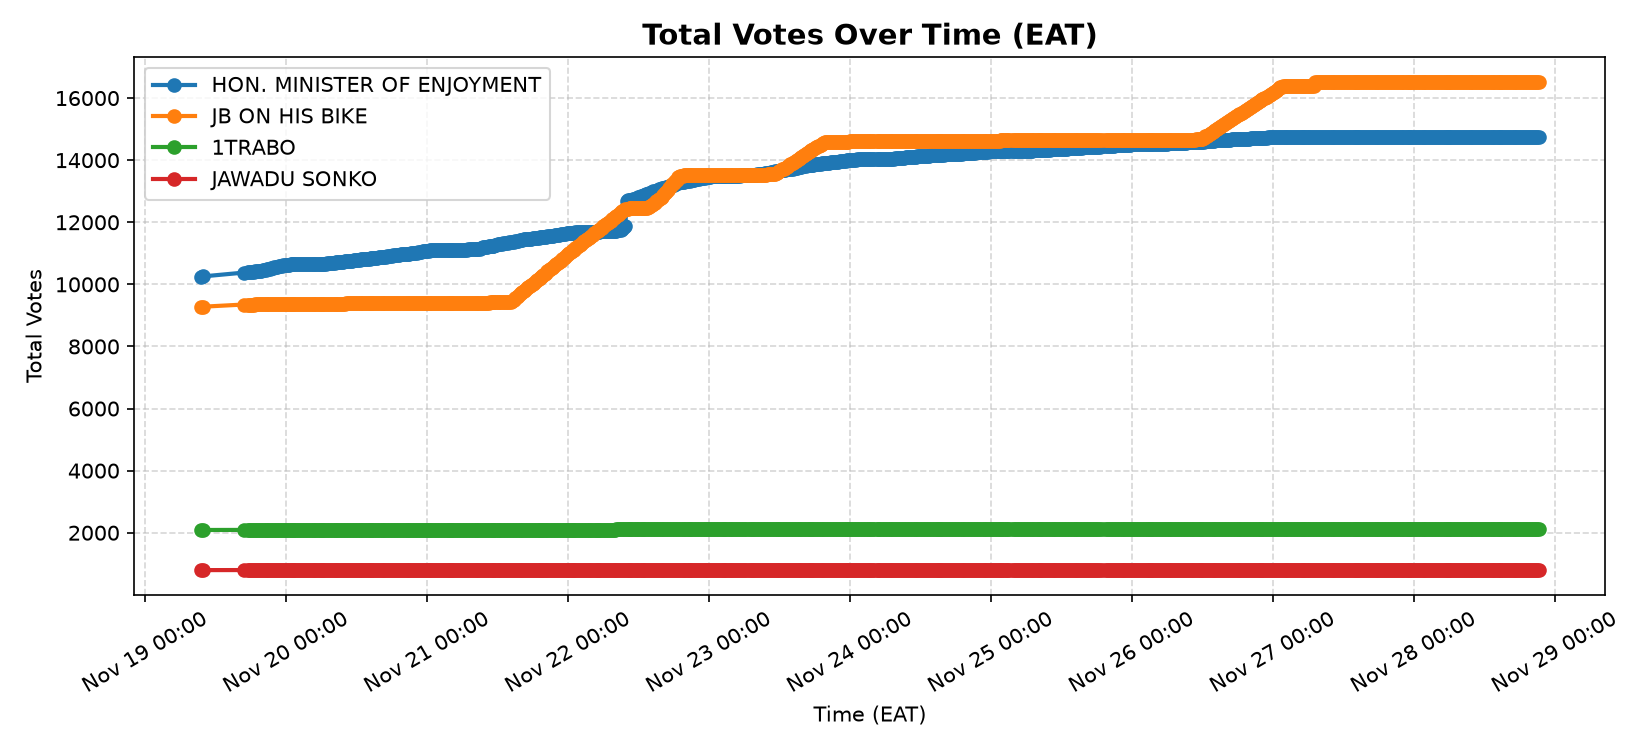 Total Votes Over Time (EAT)
HON. MINISTER OF ENJOYMENT
JB ON HIS BIKE
1TRABO
JAWADU SONKO
Total Votes
16000
14000
12000
10000
8000
6000
4000
2000
Nov 19 00:00
Nov 20 00:00
Nov 21 00:00
Nov 22 00:00
Nov 23 00:00
Nov 24 00:00
Nov 25 00:00
Nov 26 00:00
Nov 27 00:00
Nov 28 00:00
Nov 29 00:00
Time (EAT)